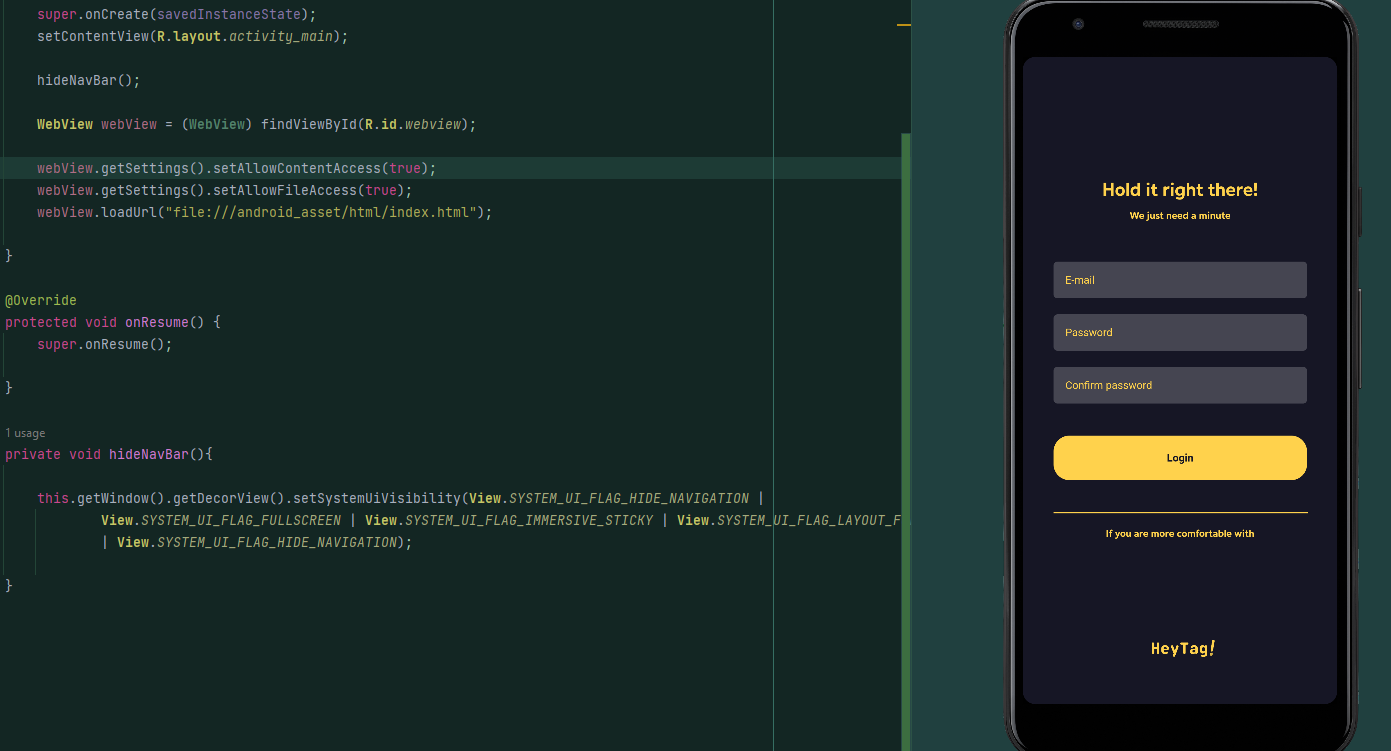 super.onCreate(savedInstanceState);
setContentView(R.layout.activity_main);
hideNavBar();
WebView webView = (WebView) findViewById(R.id.webview);
webView.getSettings().setAllowContentAccess(true);
webView.getSettings().setAllowFileAccess(true);
webView.loadUrl("file:///android_asset/html/index.html");
}
@Override
protected void onResume() {
super.onResume();
}
1 usage
private void hideNavBar(){
this.getWindow().getDecorView().setSystemUiVisibility(View.SYSTEM_UI_FLAG_HIDE_NAVIGATION |
View.SYSTEM_UI_FLAG_FULLSCREEN | View.SYSTEM_UI_FLAG_IMMERSIVE_STICKY | View.SYSTEM_UI_FLAG_LAYOUT_F
| View.SYSTEM_UI_FLAG_HIDE_NAVIGATION);
}
Hold it right there!
We just need a minute
E-mail
Password
Confirm password
Login
If you are more comfortable with
HeyTag!